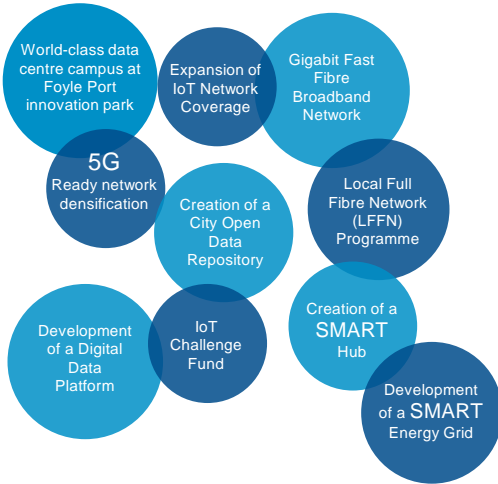 World-class data
centre campus at
Foyle Port
innovation park
Expansion of
IoT Network
Coverage
Gigabit Fast
Fibre
Broadband
Network
5G
Ready network
densification
Creation of a
City Open
Data
Repository
Local Full
Fibre Network
(LFFN)
Programme
Development
of a Digital
Data
Platform
IoT
Challenge
Fund
Creation of a
SMART
Hub
Development
of a SMART
Energy Grid